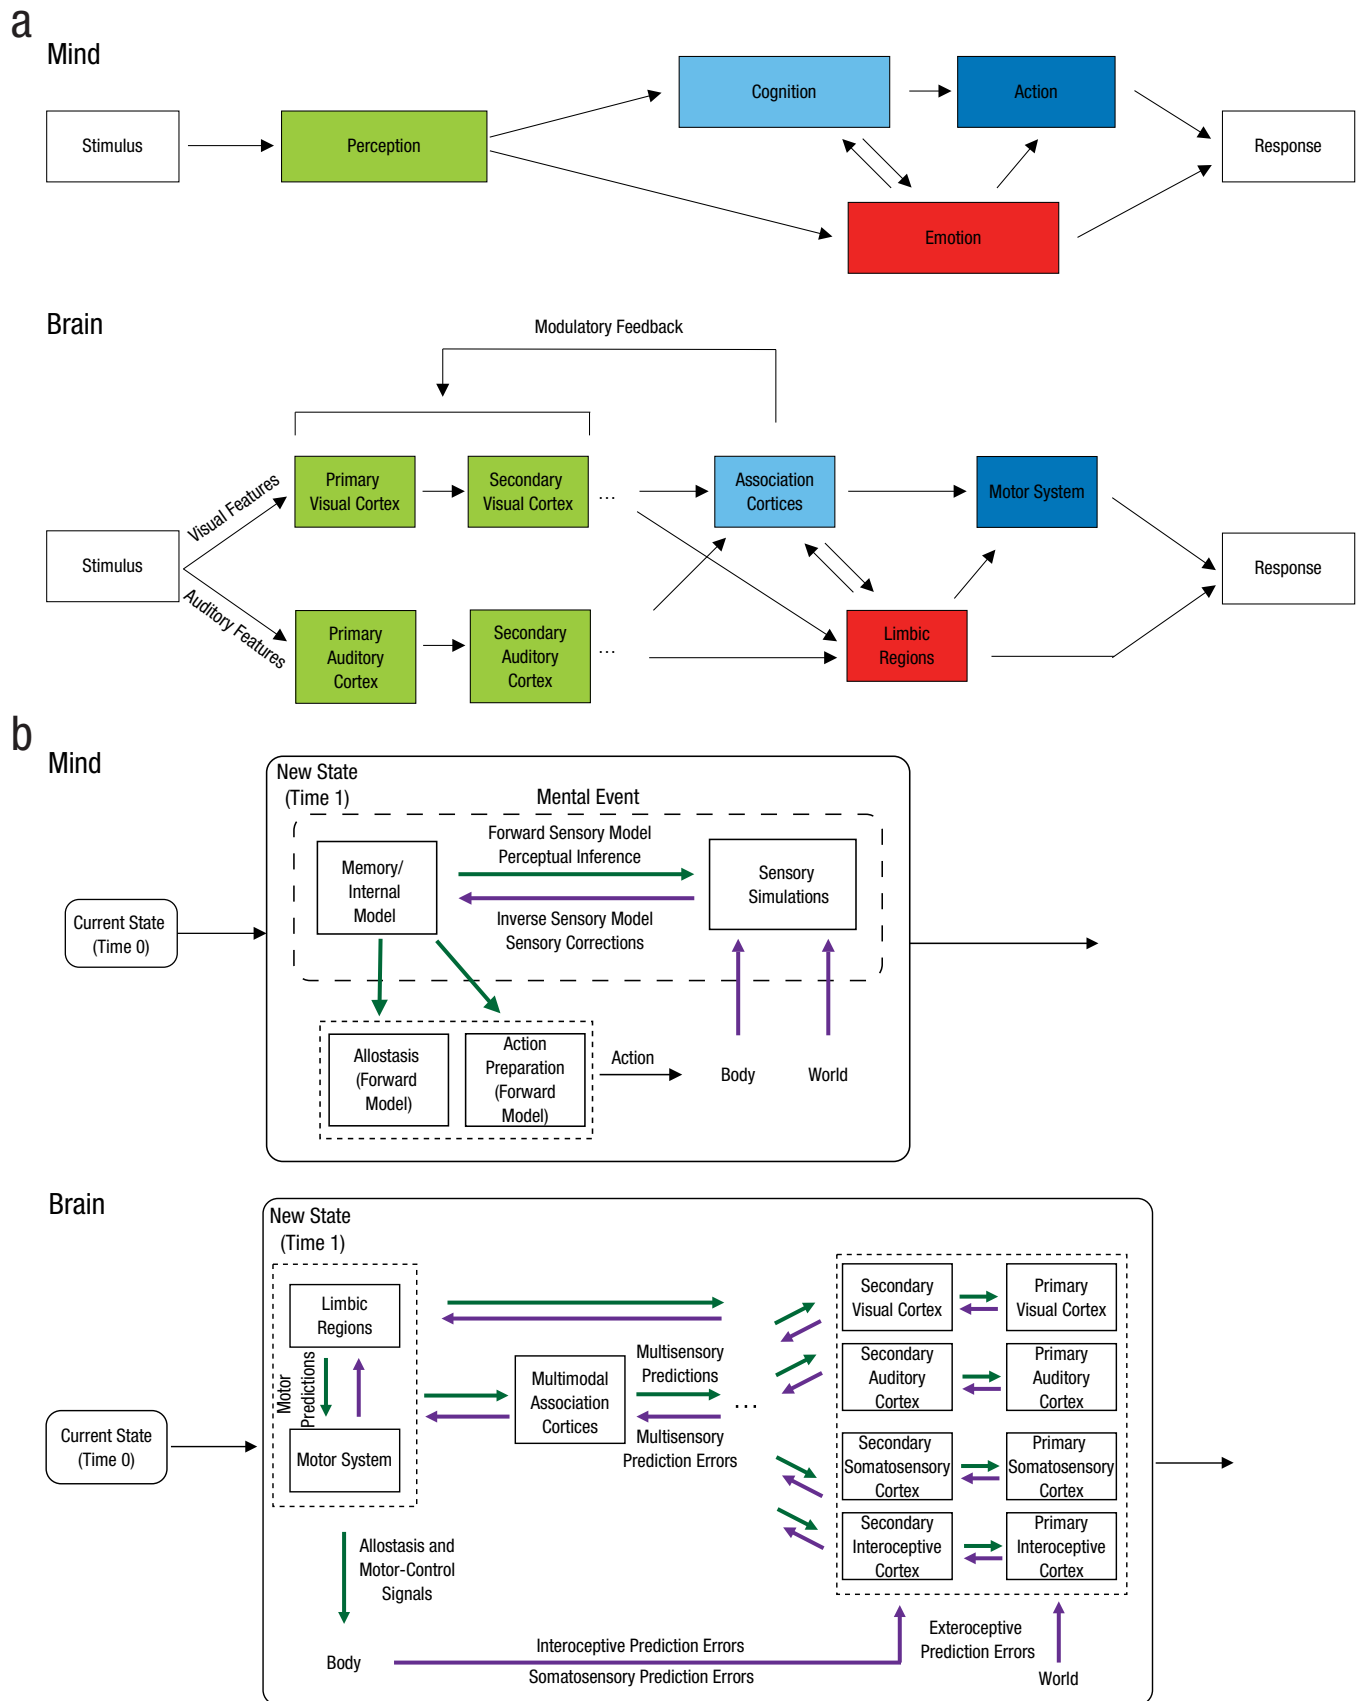 a
Mind
Stimulus
Perception
Cognition
Action
Emotion
Response
Brain
Modulatory Feedback
Stimulus
Visual Features
Auditory Features
Primary
Visual Cortex
Secondary
Visual Cortex
...
Primary
Auditory
Cortex
Secondary
Auditory
Cortex
...
Association
Cortices
Motor System
Limbic
Regions
Response
b
Mind
Current State
(Time 0)
New State
(Time 1)
Mental Event
Memory/
Internal
Model
Forward Sensory Model
Perceptual Inference
Inverse Sensory Model
Sensory Corrections
Sensory
Simulations
Allostasis
(Forward
Model)
Action
Preparation
(Forward
Model)
Action
Body
World
Brain
Current State
(Time 0)
New State
(Time 1)
Limbic
Regions
Motor
Predictions
Motor System
Multimodal
Association
Cortices
Multisensory
Predictions
...
Multisensory
Prediction Errors
Secondary
Visual Cortex
Primary
Visual Cortex
Secondary
Auditory
Cortex
Primary
Auditory
Cortex
Secondary
Somatosensory
Cortex
Primary
Somatosensory
Cortex
Secondary
Interoceptive
Cortex
Primary
Interoceptive
Cortex
Allostasis and
Motor-Control
Signals
Body
Interoceptive Prediction Errors
Somatosensory Prediction Errors
Exteroceptive
Prediction Errors
World